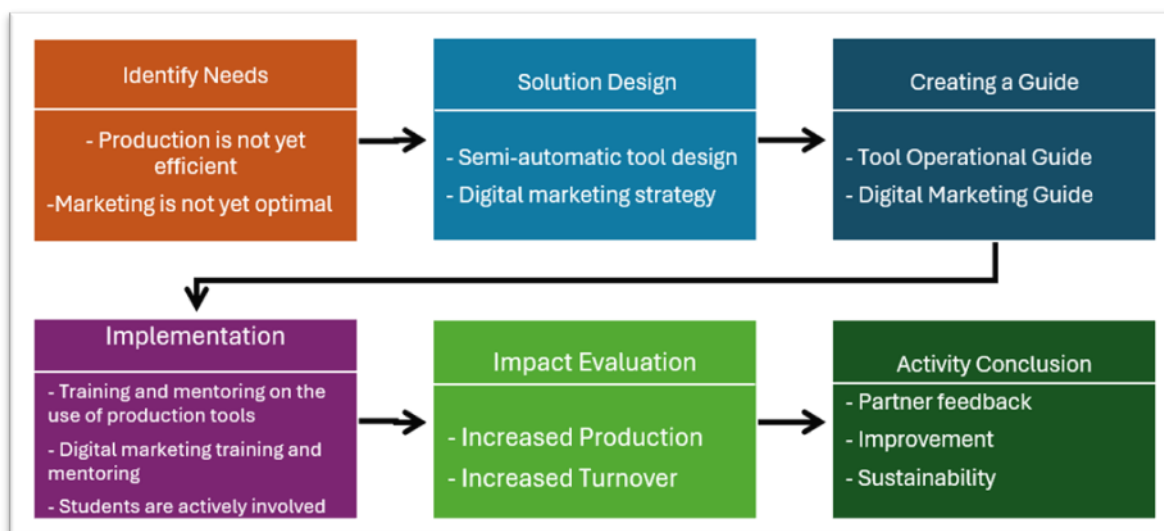 Identify Needs
- Production is not yet
efficient
-Marketing is not yet optimal
Solution Design
- Semi-automatic tool design
- Digital marketing strategy
Creating a Guide
- Tool Operational Guide
- Digital Marketing Guide
Implementation
- Training and mentoring on the
use of production tools
- Digital marketing training and
mentoring
- Students are actively involved
Impact Evaluation
- Increased Production
- Increased Turnover
Activity Conclusion
- Partner feedback
- Improvement
- Sustainability